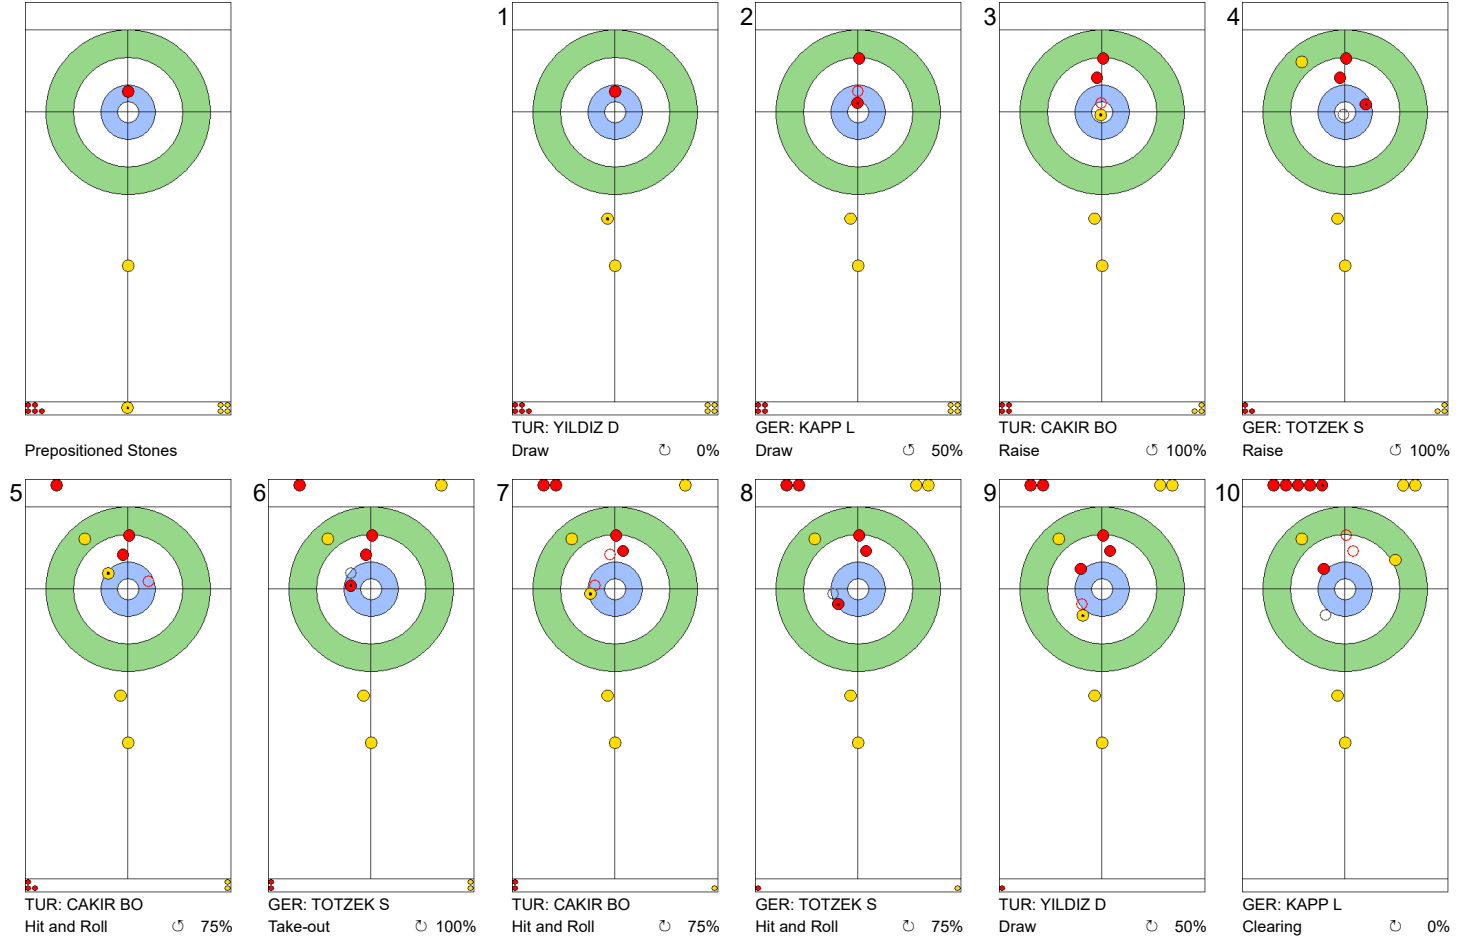 1 2 3 4
TUR: YILDIZ D GER: KAPP L TUR: CAKIR BO GER: TOTZEK S
Prepositioned Stones Draw 0% Draw 50% Raise 100% Raise 100%
5 6 7 8 9 10
TUR: CAKIR BO GER: TOTZEK S TUR: CAKIR BO GER: TOTZEK S TUR: YILDIZ D GER: KAPP L
Hit and Roll 75% Take-out 100% Hit and Roll 75% Hit and Roll 75% Draw 50% Clearing 0%